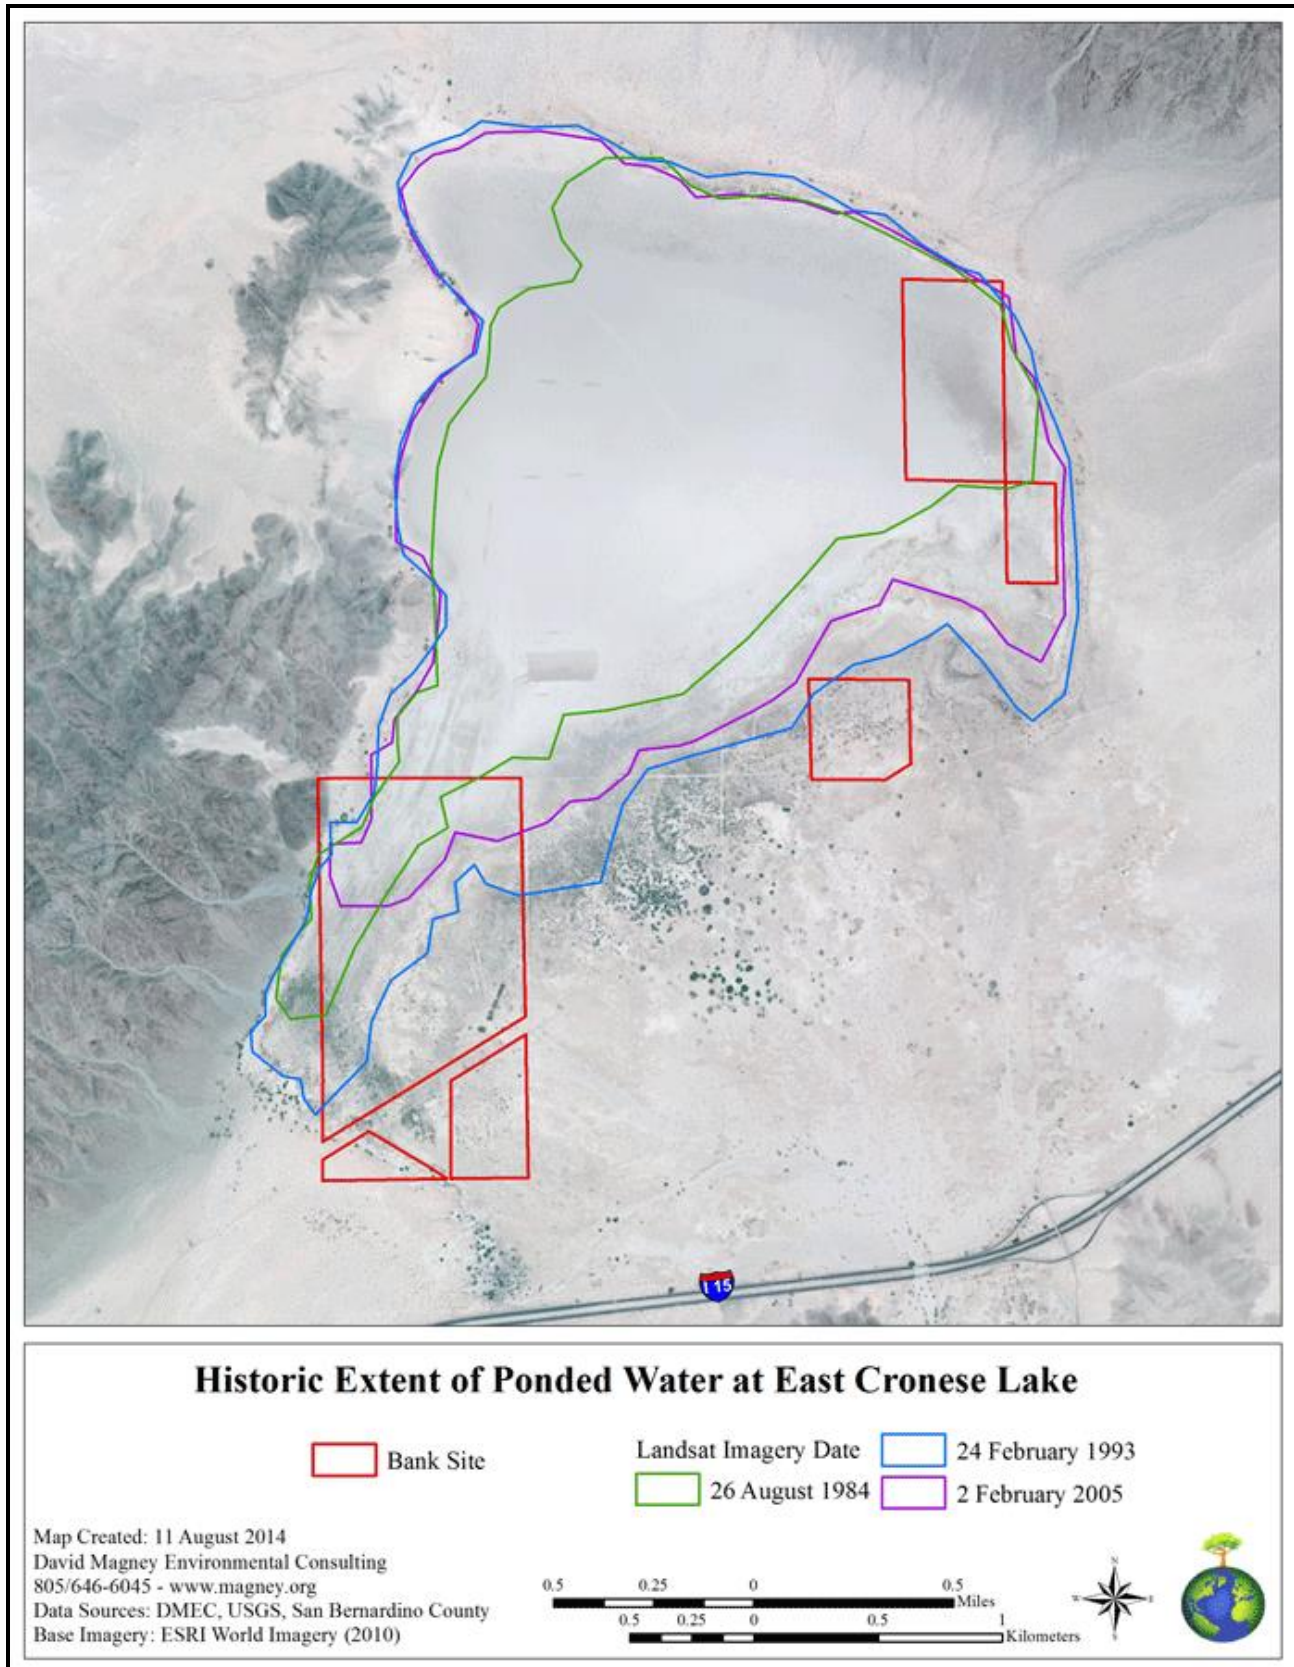 I 15
Historic Extent of Ponded Water at East Cronese Lake
Bank Site
Landsat Imagery Date
26 August 1984
24 February 1993
2 February 2005
Map Created: 11 August 2014
David Magney Environmental Consulting
805/646-6045 - www.magney.org
Data Sources: DMEC, USGS, San Bernardino County
Base Imagery: ESRI World Imagery (2010)
0.5 0.25 0 0.5
Miles
0.5 0.25 0 0.5 1
Kilometers
N
W E
S